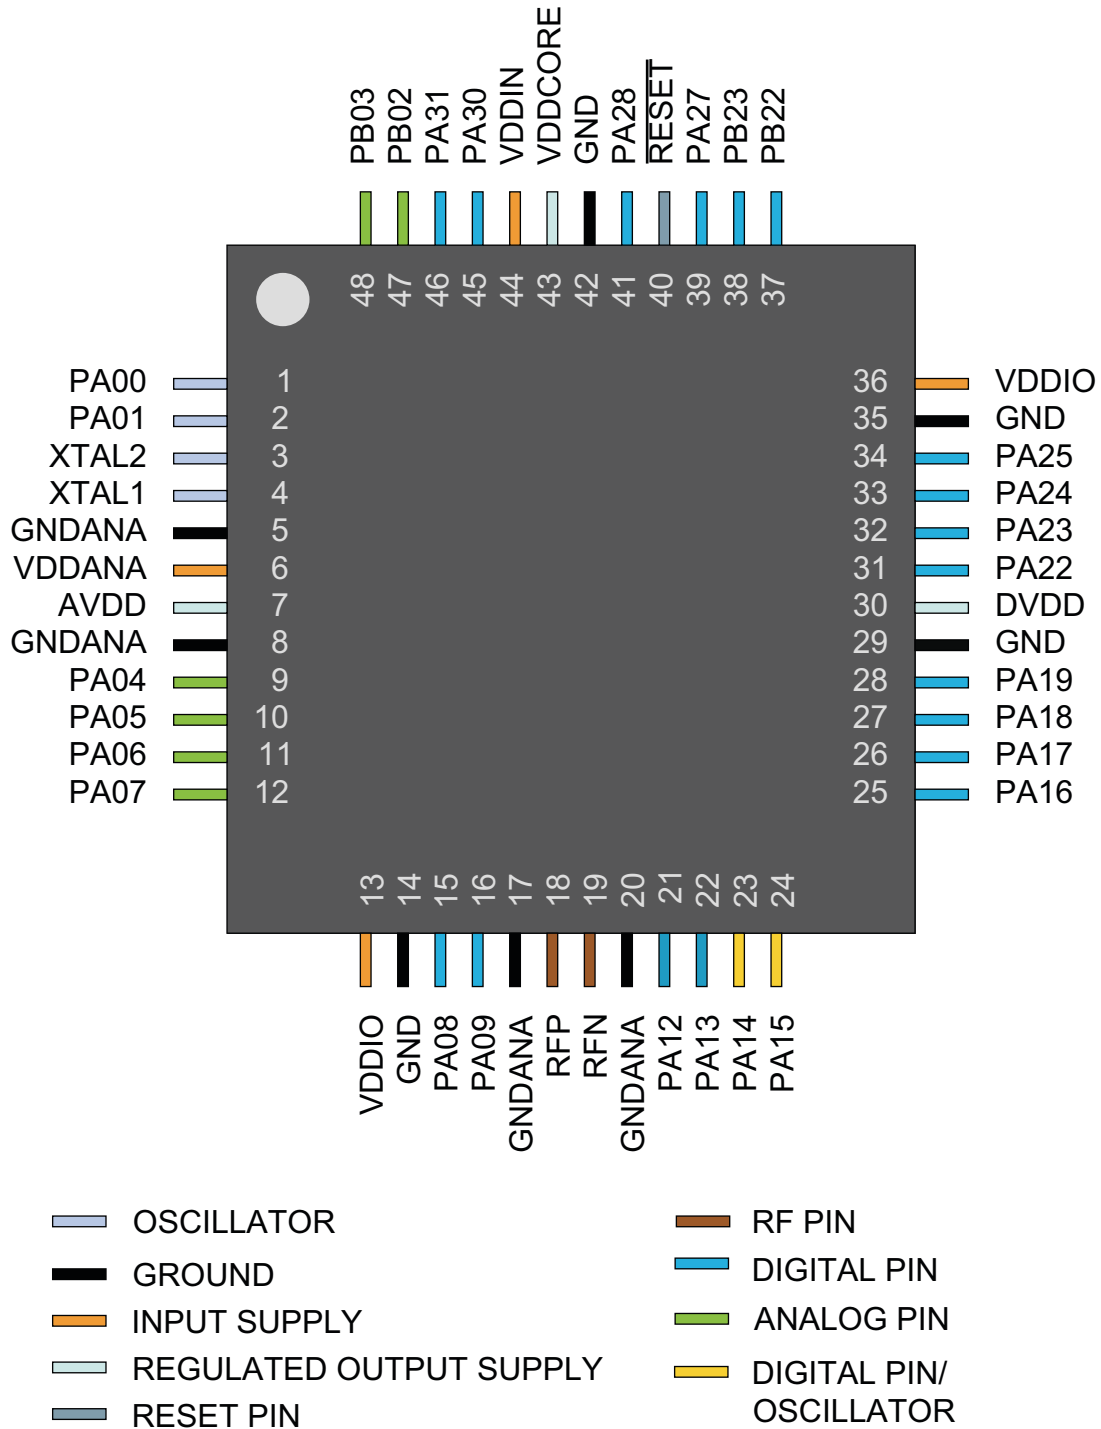 PB03
PB02
PA31
PA30
VDDIN
VDDCORE
GND
PA28
RESET
PA27
PB23
PB22
48
47
46
45
44
43
42
41
40
39
38
37
PA00 1
PA01 2
XTAL2 3
XTAL1 4
GNDANA 5
VDDANA 6
AVDD 7
GNDANA 8
PA04 9
PA05 10
PA06 11
PA07 12
36 VDDIO
35 GND
34 PA25
33 PA24
32 PA23
31 PA22
30 DVDD
29 GND
28 PA19
27 PA18
26 PA17
25 PA16
13
14
15
16
17
18
19
20
21
22
23
24
VDDIO
GND
PA08
PA09
GNDANA
RFP
RFN
GNDANA
PA12
PA13
PA14
PA15
OSCILLATOR
GROUND
INPUT SUPPLY
REGULATED OUTPUT SUPPLY
RESET PIN
RF PIN
DIGITAL PIN
ANALOG PIN
DIGITAL PIN/
OSCILLATOR